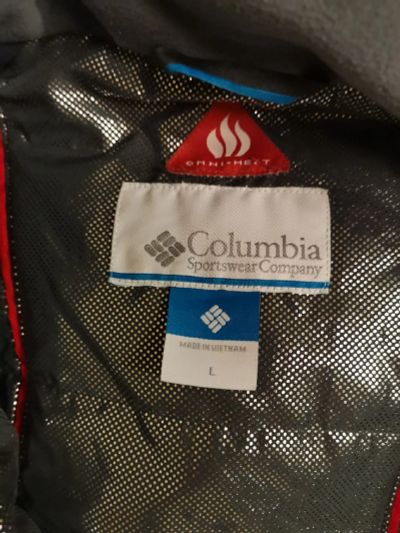 OMNI-HEAT
Columbia
Sportswear Company
MADE IN VIETNAM
L